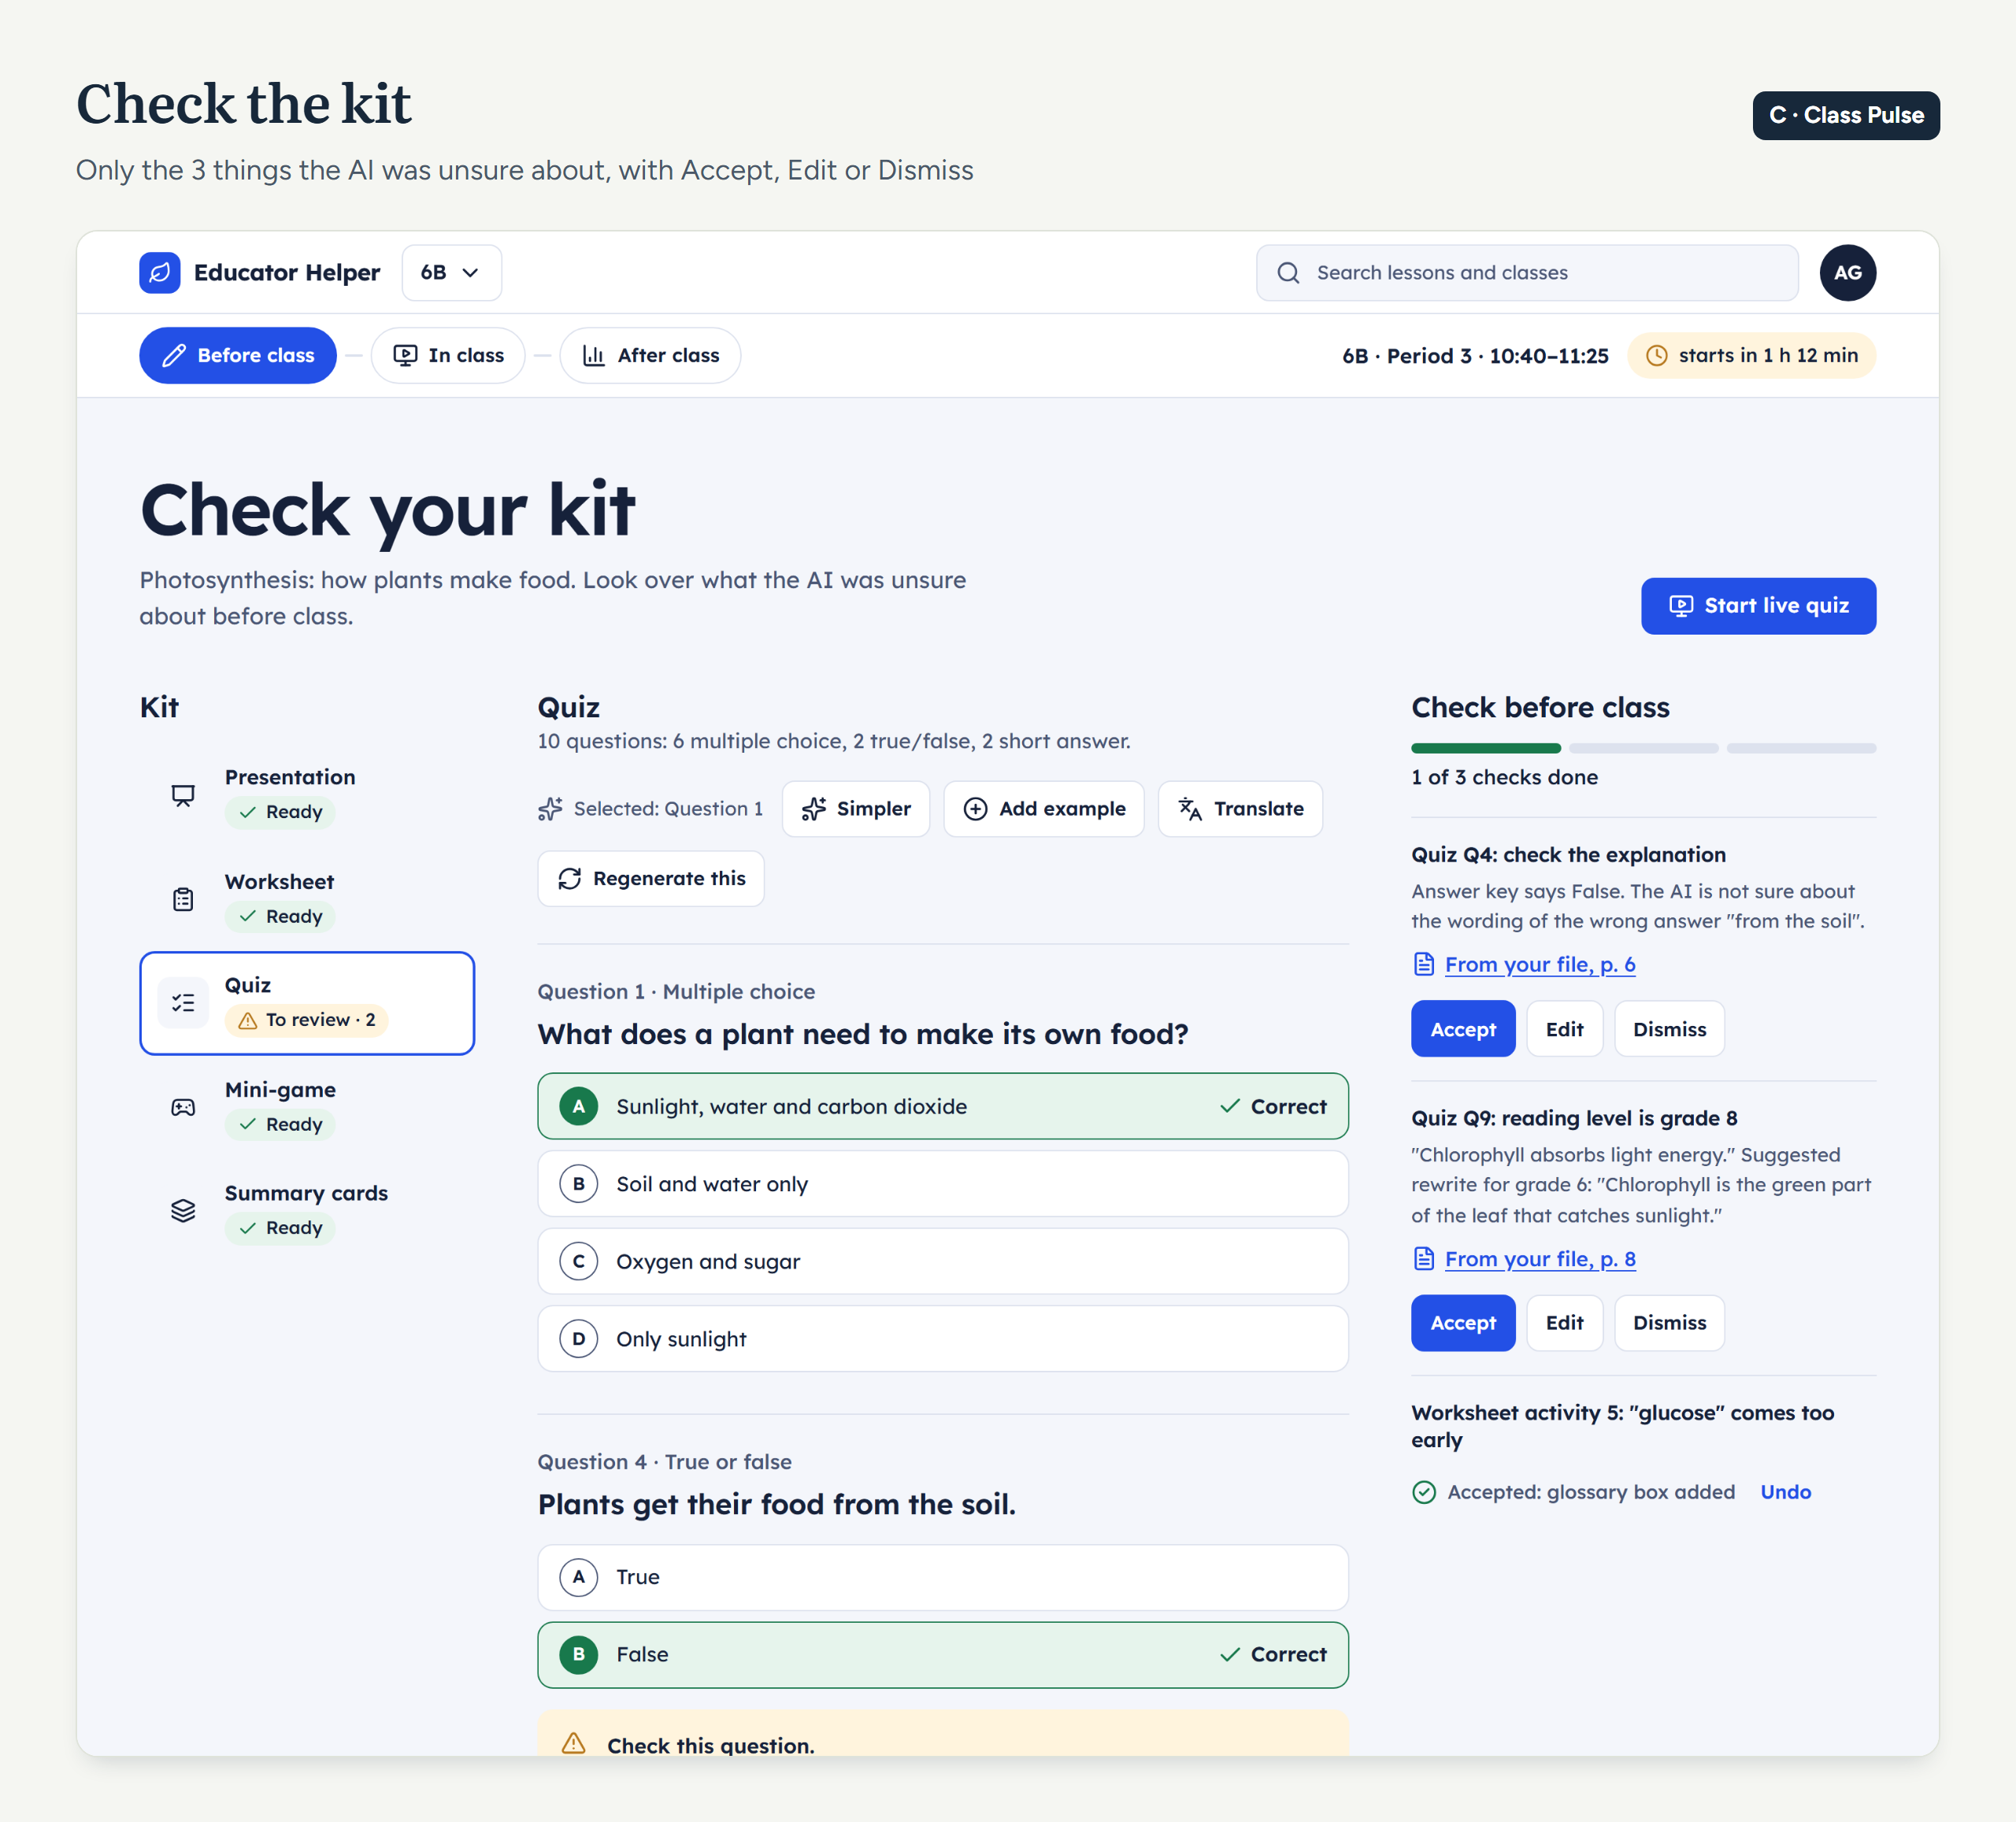 Check the kit
Only the 3 things the AI was unsure about, with Accept, Edit or Dismiss
C · Class Pulse
Educator Helper
6B
Search lessons and classes
AG
Before class
In class
After class
6B · Period 3 · 10:40–11:25
starts in 1 h 12 min
Check your kit
Photosynthesis: how plants make food. Look over what the AI was unsure
about before class.
Start live quiz
Kit
Presentation
Ready
Worksheet
Ready
Quiz
To review · 2
Mini-game
Ready
Summary cards
Ready
Quiz
10 questions: 6 multiple choice, 2 true/false, 2 short answer.
Selected: Question 1
Simpler
Add example
Translate
Regenerate this
Question 1 · Multiple choice
What does a plant need to make its own food?
A Sunlight, water and carbon dioxide Correct
B Soil and water only
C Oxygen and sugar
D Only sunlight
Question 4 · True or false
Plants get their food from the soil.
A True
B False Correct
Check this question.
Check before class
1 of 3 checks done
Quiz Q4: check the explanation
Answer key says False. The AI is not sure about
the wording of the wrong answer "from the soil".
From your file, p. 6
Accept
Edit
Dismiss
Quiz Q9: reading level is grade 8
"Chlorophyll absorbs light energy." Suggested
rewrite for grade 6: "Chlorophyll is the green part
of the leaf that catches sunlight."
From your file, p. 8
Accept
Edit
Dismiss
Worksheet activity 5: "glucose" comes too
early
Accepted: glossary box added
Undo